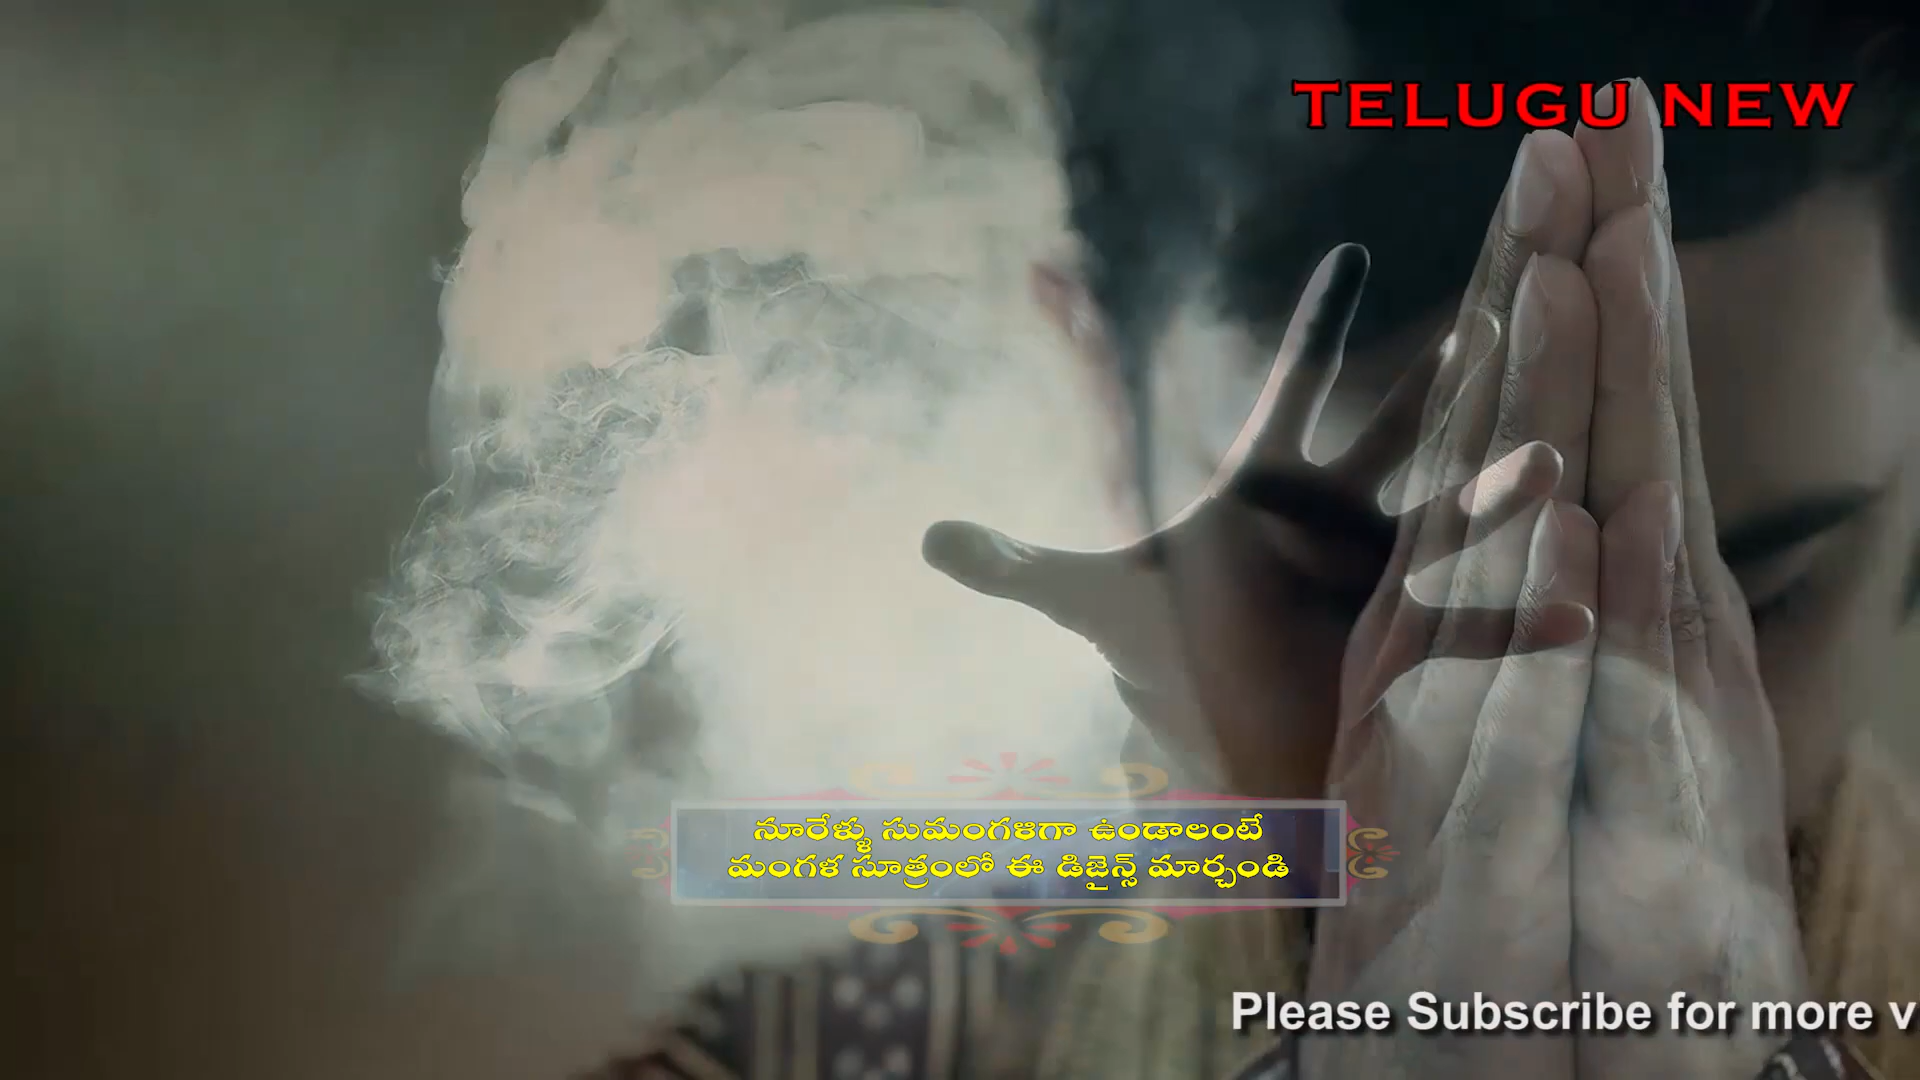 TELUGU NEW
నూరేళ్ళు సుమంగళిగా ఉండాలంటే
మంగళ సూత్రంలో ఈ డిజైన్స్ మార్చండి
Please Subscribe for more v